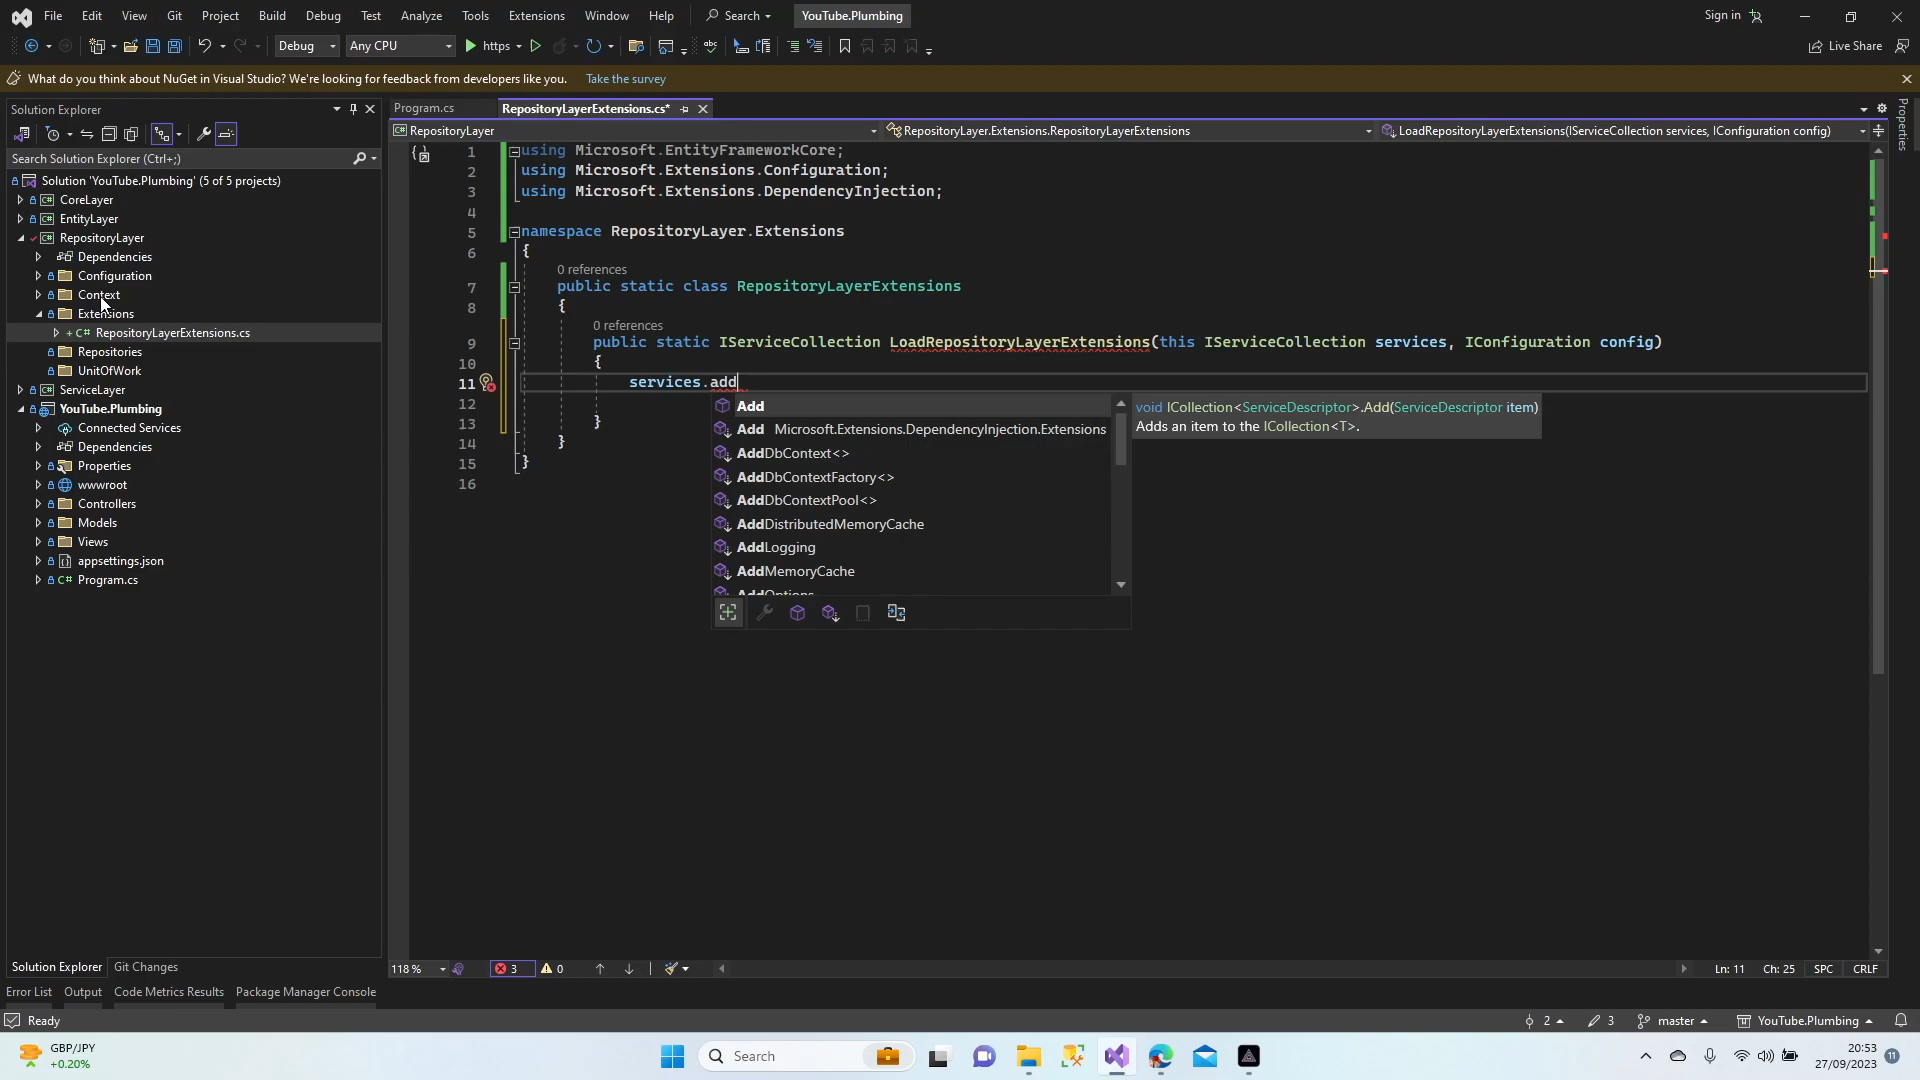 File Edit View Git Project Build Debug Test Analyze Tools Extensions Window Help Search YouTube.Plumbing Sign in
Debug Any CPU https Live Share
What do you think about NuGet in Visual Studio? We're looking for feedback from developers like you. Take the survey
Solution Explorer
Search Solution Explorer (Ctrl+;)
Solution 'YouTube.Plumbing' (5 of 5 projects)
CoreLayer
EntityLayer
RepositoryLayer
Dependencies
Configuration
Context
Extensions
RepositoryLayerExtensions.cs
Repositories
UnitOfWork
ServiceLayer
YouTube.Plumbing
Connected Services
Dependencies
Properties
wwwroot
Controllers
Models
Views
appsettings.json
Program.cs
Solution Explorer Git Changes
Program.cs RepositoryLayerExtensions.cs*
RepositoryLayer RepositoryLayer.Extensions.RepositoryLayerExtensions LoadRepositoryLayerExtensions(IServiceCollection services, IConfiguration config)
1 using Microsoft.EntityFrameworkCore;
2 using Microsoft.Extensions.Configuration;
3 using Microsoft.Extensions.DependencyInjection;
4
5 namespace RepositoryLayer.Extensions
6 {
0 references
7 public static class RepositoryLayerExtensions
8 {
0 references
9 public static IServiceCollection LoadRepositoryLayerExtensions(this IServiceCollection services, IConfiguration config)
10 {
11 services.add
12
13 }
14 }
15 }
16
Add
Add Microsoft.Extensions.DependencyInjection.Extensions
AddDbContext<>
AddDbContextFactory<>
AddDbContextPool<>
AddDistributedMemoryCache
AddLogging
AddMemoryCache
AddOptions
void ICollection<ServiceDescriptor>.Add(ServiceDescriptor item)
Adds an item to the ICollection<T>.
Properties
118 % 3 0 Ln: 11 Ch: 25 SPC CRLF
Error List Output Code Metrics Results Package Manager Console
Ready 2 3 master YouTube.Plumbing
GBP/JPY
+0.20%
Search
20:53
27/09/2023
11